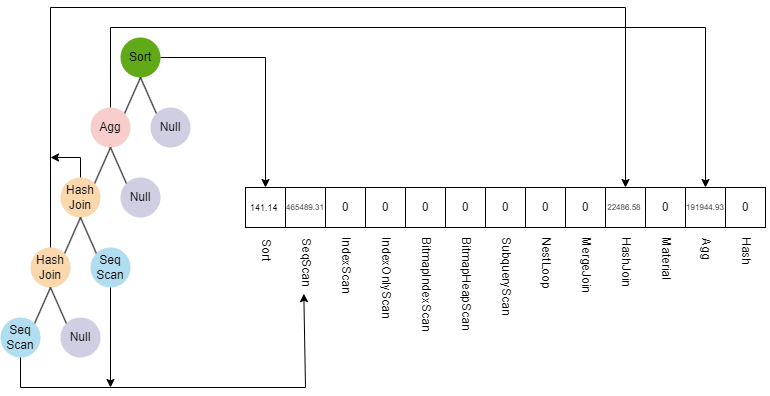 Sort
Agg
Null
Hash
Join
Null
Hash
Join
Seq
Scan
Seq
Scan
Null
141.14
465489.31
0
0
0
0
0
0
0
22486.58
0
191944.93
0
Sort
SeqScan
IndexScan
IndexOnlyScan
BitmapIndexScan
BitmapHeapScan
SubqueryScan
NestLoop
MergeJoin
HashJoin
Material
Agg
Hash